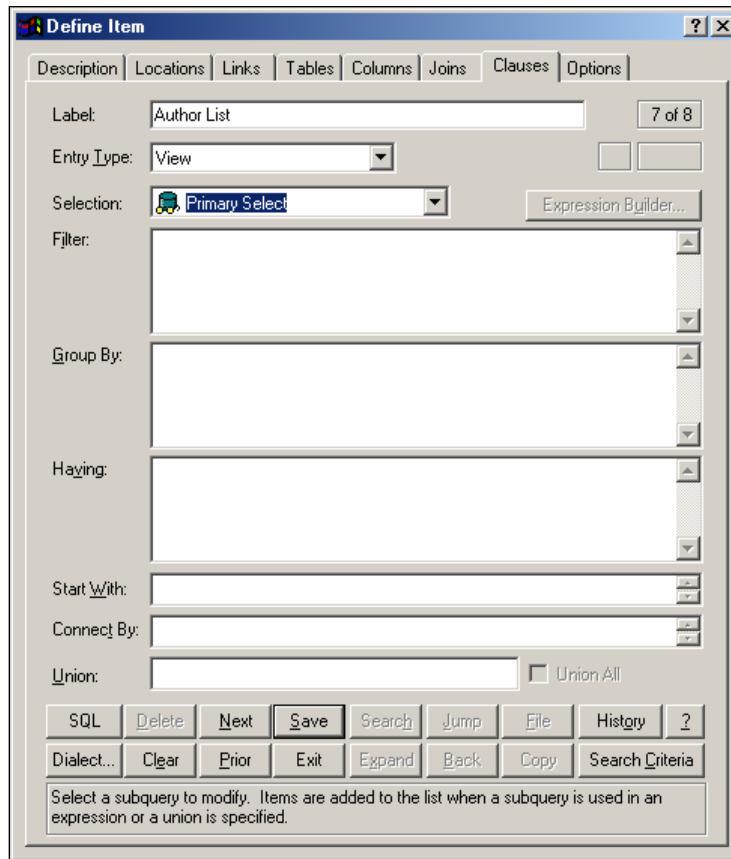 Define Item
Description Locations Links Tables Columns Joins Clauses Options
Label: Author List 7 of 8
Entry Type: View
Selection: Primary Select Expression Builder...
Filter:
Group By:
Having:
Start With:
Connect By:
Union: Union All
SQL Delete Next Save Search Jump File History ?
Dialect... Clear Prior Exit Expand Back Copy Search Criteria
Select a subquery to modify. Items are added to the list when a subquery is used in an
expression or a union is specified.